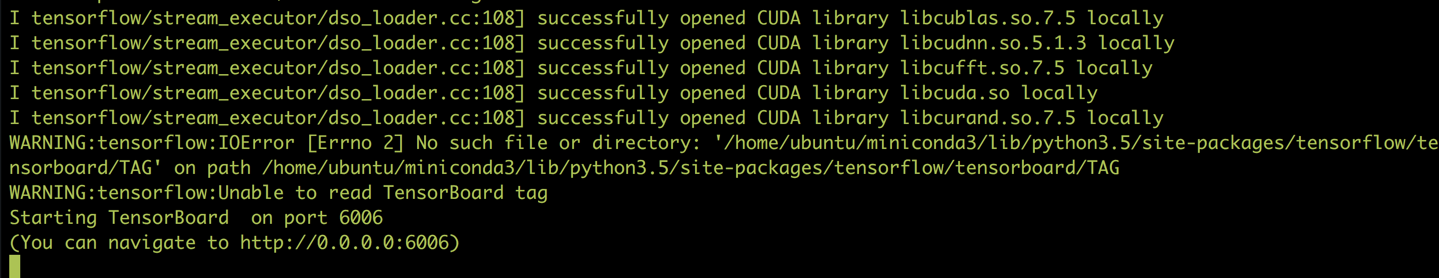 I tensorflow/stream_executor/dso_loader.cc:108] successfully opened CUDA library libcublas.so.7.5 locally
I tensorflow/stream_executor/dso_loader.cc:108] successfully opened CUDA library libcudnn.so.5.1.3 locally
I tensorflow/stream_executor/dso_loader.cc:108] successfully opened CUDA library libcufft.so.7.5 locally
I tensorflow/stream_executor/dso_loader.cc:108] successfully opened CUDA library libcuda.so locally
I tensorflow/stream_executor/dso_loader.cc:108] successfully opened CUDA library libcurand.so.7.5 locally
WARNING:tensorflow:IOError [Errno 2] No such file or directory: '/home/ubuntu/miniconda3/lib/python3.5/site-packages/tensorflow/te
nsorboard/TAG' on path /home/ubuntu/miniconda3/lib/python3.5/site-packages/tensorflow/tensorboard/TAG
WARNING:tensorflow:Unable to read TensorBoard tag
Starting TensorBoard  on port 6006
(You can navigate to http://0.0.0.0:6006)